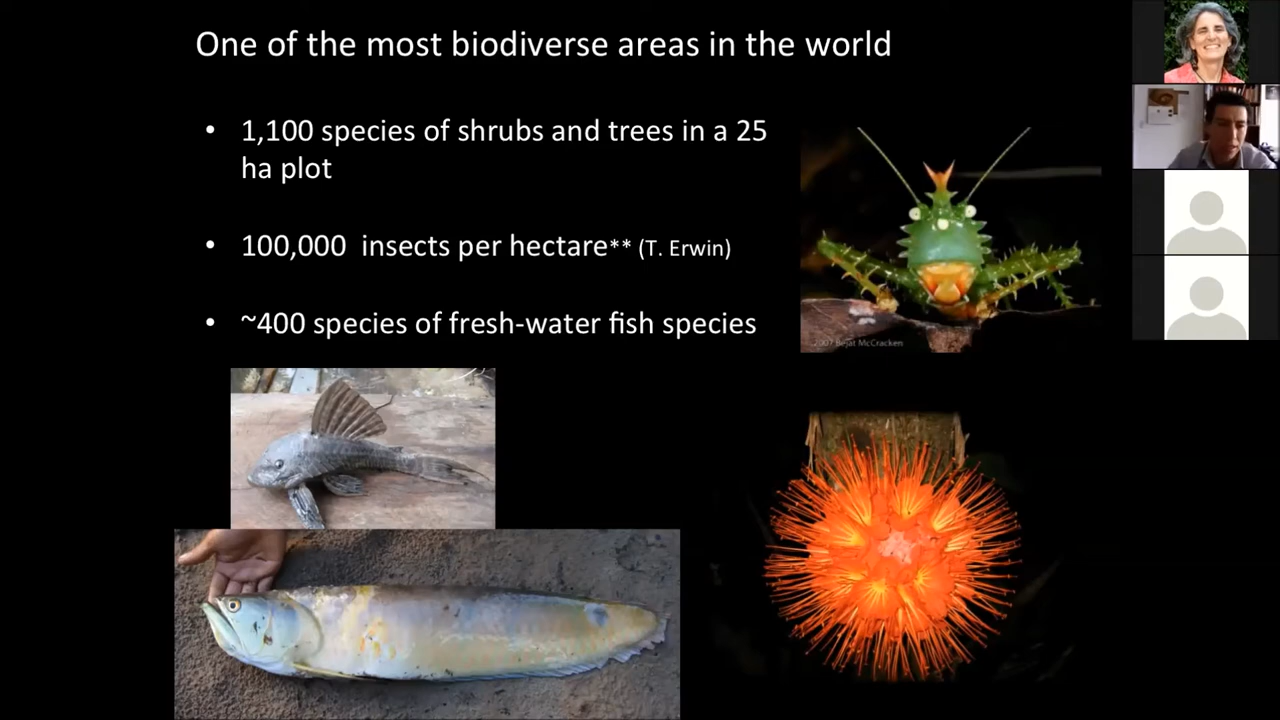 One of the most biodiverse areas in the world
• 1,100 species of shrubs and trees in a 25
ha plot
• 100,000  insects per hectare** (T. Erwin)
• ~400 species of fresh-water fish species
2007 Bejat McCracken